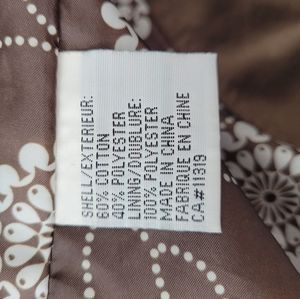 SHELL/EXTERIEUR:
60% COTTON
40% POLYESTER
LINING/DOUBLURE:
100% POLYESTER
MADE IN CHINA
FABRIQUE EN CHINE
CA#11319